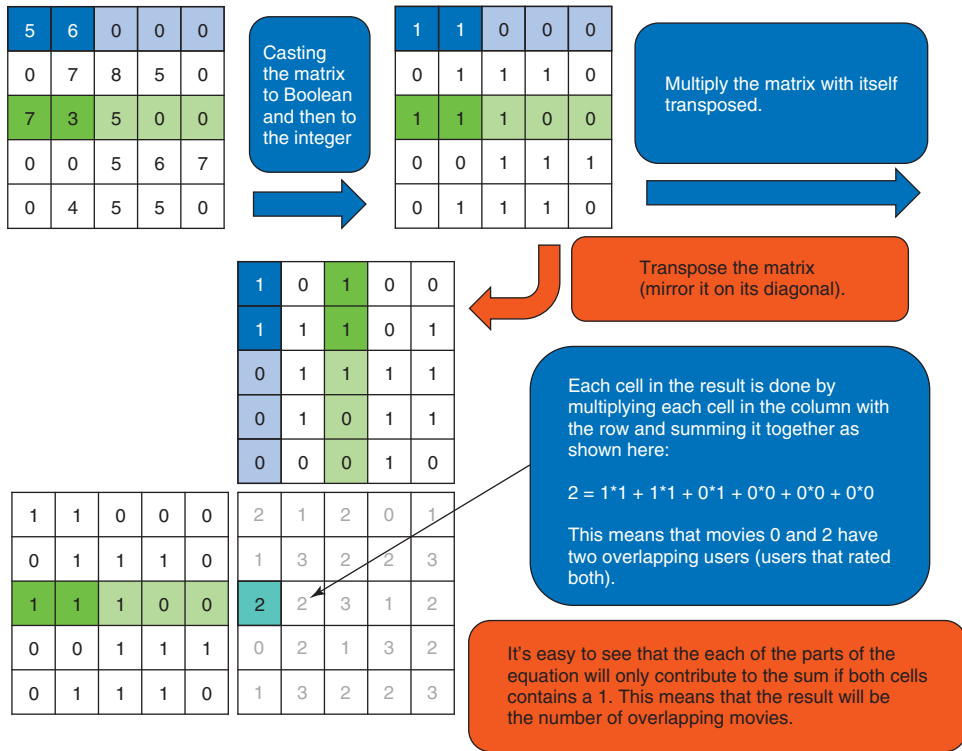 5 6 0 0 0
0 7 8 5 0
7 3 5 0 0
0 0 5 6 7
0 4 5 5 0
Casting
the matrix
to Boolean
and then to
the integer
1 1 0 0 0
0 1 1 1 0
1 1 1 0 0
0 0 1 1 1
0 1 1 1 0
Multiply the matrix with itself
transposed.
Transpose the matrix
(mirror it on its diagonal).
1 0 1 0 0
1 1 1 0 1
0 1 1 1 1
0 1 0 1 1
0 0 0 1 0
Each cell in the result is done by
multiplying each cell in the column with
the row and summing it together as
shown here:
2 = 1*1 + 1*1 + 0*1 + 0*0 + 0*0 + 0*0
This means that movies 0 and 2 have
two overlapping users (users that rated
both).
1 1 0 0 0
0 1 1 1 0
1 1 1 0 0
0 0 1 1 1
0 1 1 1 0
2 1 2 0 1
1 3 2 2 3
2 2 3 1 2
0 2 1 3 2
1 3 2 2 3
It's easy to see that the each of the parts of the
equation will only contribute to the sum if both cells
contains a 1. This means that the result will be
the number of overlapping movies.